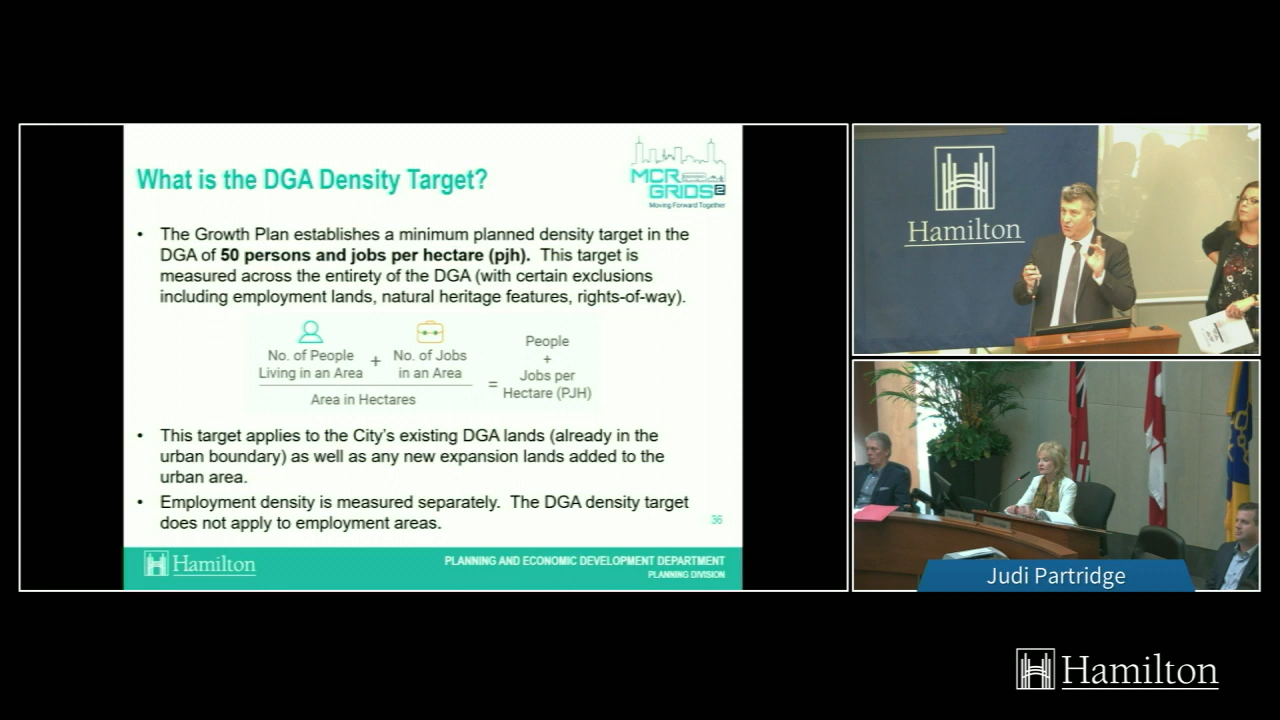 What is the DGA Density Target?
MCR
GRIDS2
Moving Forward Together
• The Growth Plan establishes a minimum planned density target in the
DGA of 50 persons and jobs per hectare (pjh). This target is
measured across the entirety of the DGA (with certain exclusions
including employment lands, natural heritage features, rights-of-way).
No. of People
Living in an Area
+
No. of Jobs
in an Area
Area in Hectares
=
People
+
Jobs per
Hectare (PJH)
• This target applies to the City's existing DGA lands (already in the
urban boundary) as well as any new expansion lands added to the
urban area.
• Employment density is measured separately. The DGA density target
does not apply to employment areas.
36
Hamilton
PLANNING AND ECONOMIC DEVELOPMENT DEPARTMENT
PLANNING DIVISION
Hamilton
Judi Partridge
Hamilton